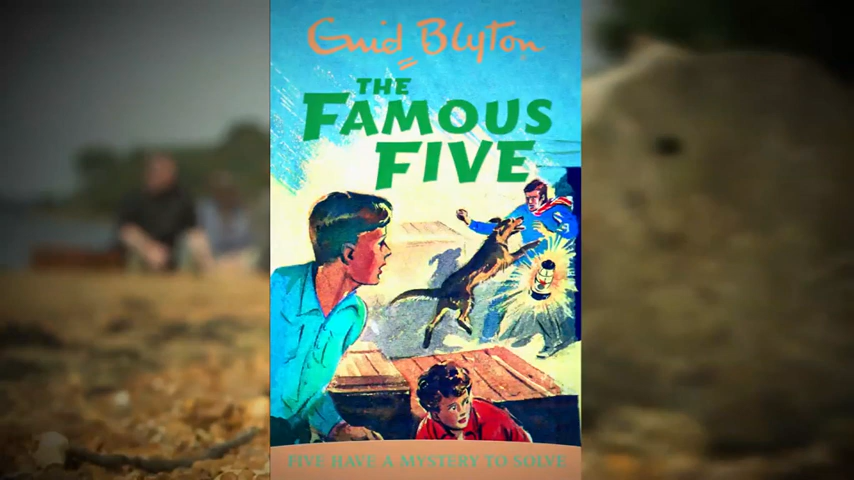 Enid Blyton
THE
FAMOUS
FIVE
FIVE HAVE A MYSTERY TO SOLVE